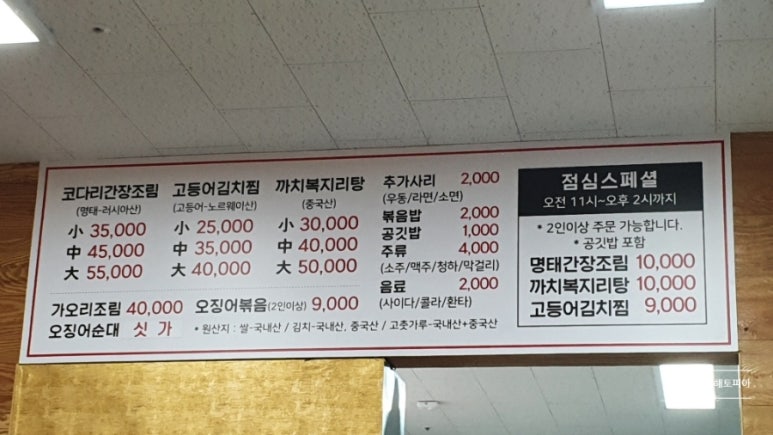 코다리간장조림
(명태-러시아산)
小 35,000
中 45,000
大 55,000
고등어김치찜
(고등어-노르웨이산)
小 25,000
中 35,000
大 40,000
까치복지리탕
(중국산)
小 30,000
中 40,000
大 50,000
추가사리 2,000
(우동/라면/소면)
볶음밥 2,000
공깃밥 1,000
주류 4,000
(소주/맥주/청하/막걸리)
음료 2,000
(사이다/콜라/환타)
가오리조림 40,000 오징어볶음(2인이상) 9,000
오징어순대 싯 가 * 원산지 : 쌀-국내산 / 김치-국내산, 중국산 / 고춧가루-국내산+중국산
점심스페셜
오전 11시~오후 2시까지
* 2인이상 주문 가능합니다.
* 공깃밥 포함
명태간장조림 10,000
까치복지리탕 10,000
고등어김치찜 9,000